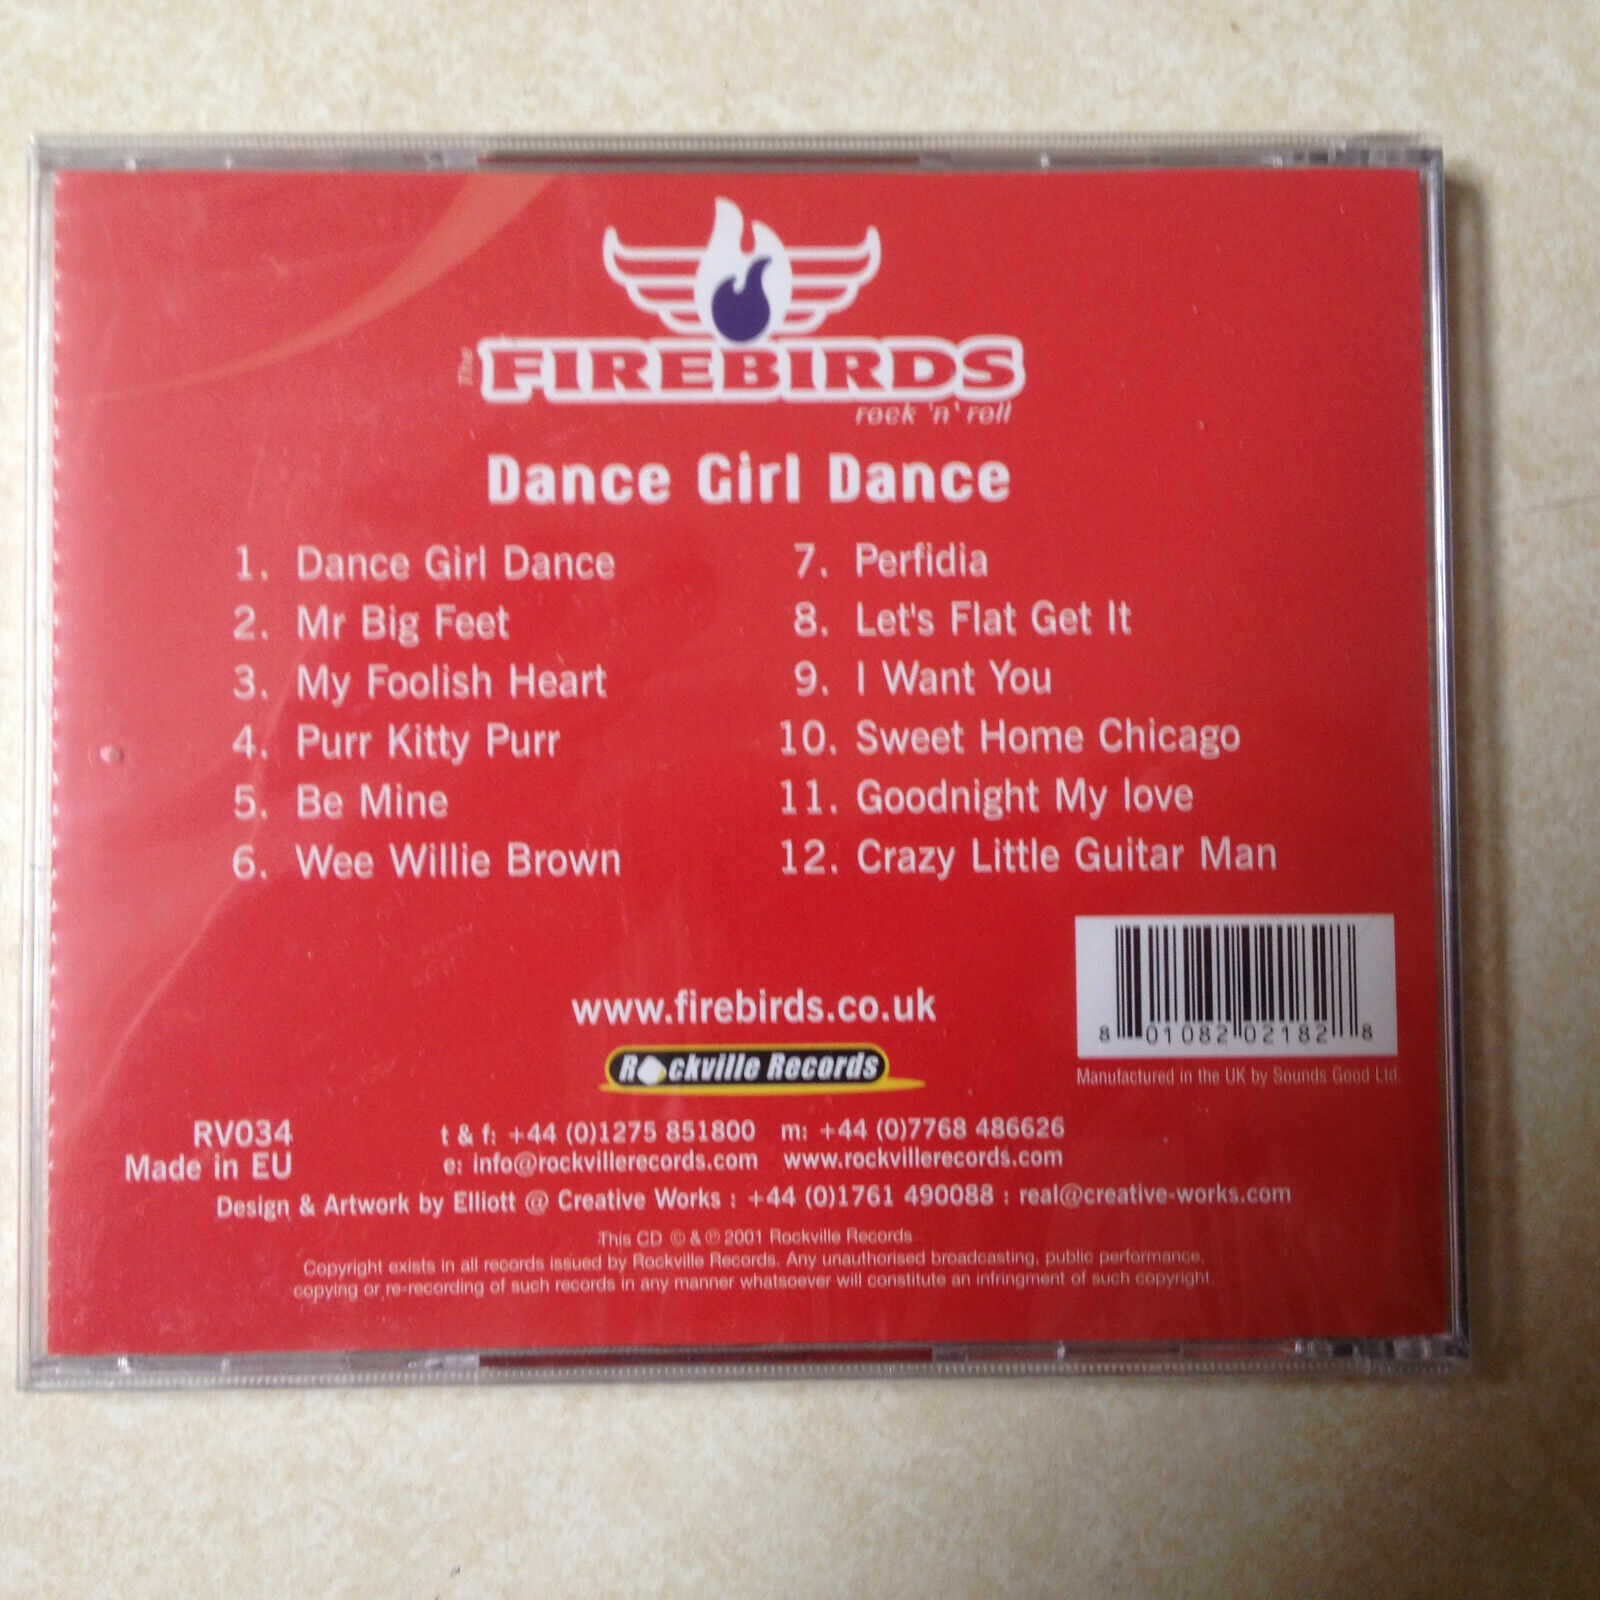 The
FIREBIRDS
rock 'n' roll
Dance Girl Dance
1. Dance Girl Dance
2. Mr Big Feet
3. My Foolish Heart
4. Purr Kitty Purr
5. Be Mine
6. Wee Willie Brown
7. Perfidia
8. Let's Flat Get It
9. I Want You
10. Sweet Home Chicago
11. Goodnight My love
12. Crazy Little Guitar Man
8 01082 02182 8
Manufactured in the UK by Sounds Good Ltd.
www.firebirds.co.uk
Rockville Records
RV034
Made in EU
t & f: +44 (0)1275 851800 m: +44 (0)7768 486626
e: info@rockvillerecords.com www.rockvillerecords.com
Design & Artwork by Elliott @ Creative Works : +44 (0)1761 490088 : real@creative-works.com
This CD © & ℗ 2001 Rockville Records
Copyright exists in all records issued by Rockville Records. Any unauthorised broadcasting, public performance,
copying or re-recording of such records in any manner whatsoever will constitute an infringment of such copyright.